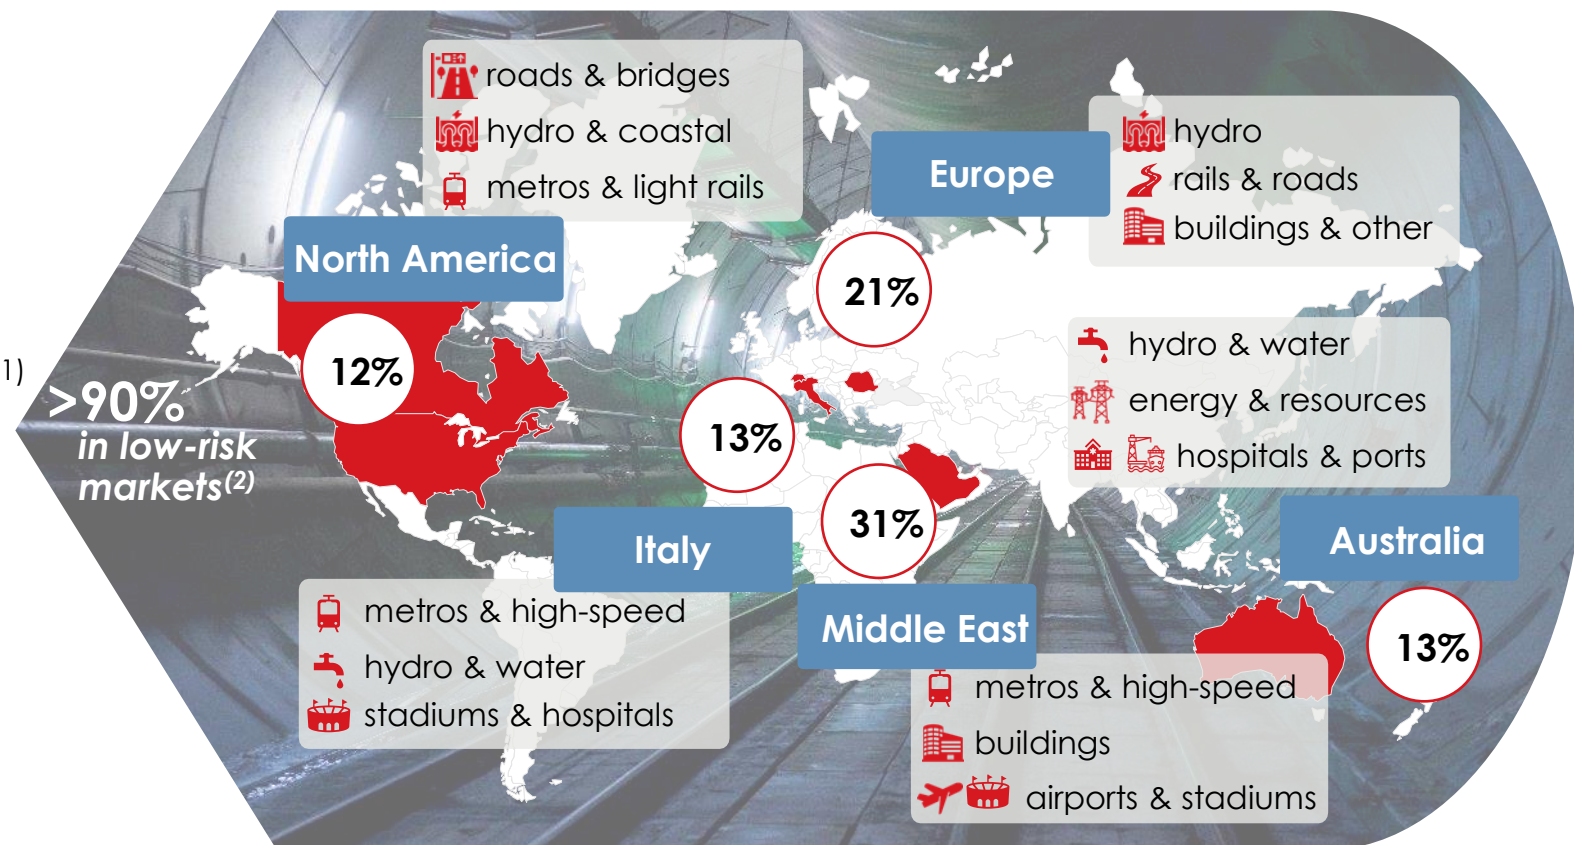 roads & bridges
hydro & coastal
metros & light rails
North America
12%
Europe
21%
hydro
rails & roads
buildings & other
1)
>90%
in low-risk
markets(2)
13%
Italy
metros & high-speed
hydro & water
stadiums & hospitals
31%
Middle East
metros & high-speed
buildings
airports & stadiums
hydro & water
energy & resources
hospitals & ports
Australia
13%